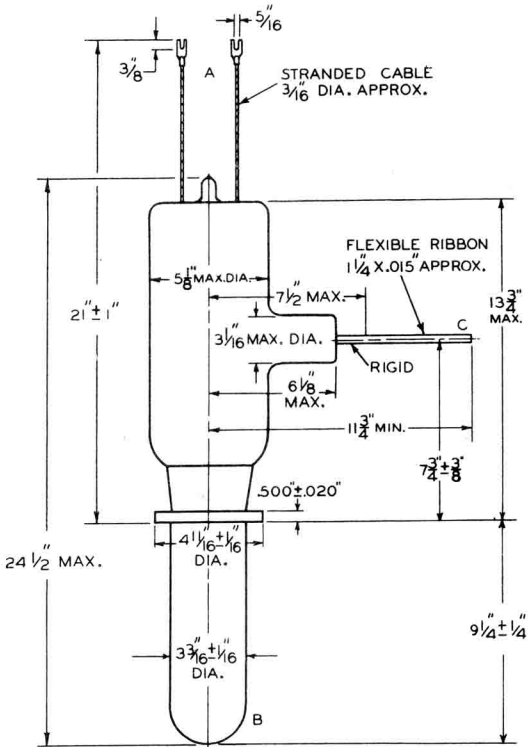 5/16"
3/8"
A
STRANDED CABLE
3/16" DIA. APPROX.
FLEXIBLE RIBBON
1 1/4" X .015" APPROX.
5 1/8" MAX. DIA.
7 1/2" MAX.
13 3/4" MAX.
21" ± 1"
3 1/16" MAX. DIA.
C
RIGID
6 1/8" MAX.
11 3/4" MIN.
7 3/4" ± 3/8"
.500" ± .020"
4 11/16" ± 1/16" DIA.
24 1/2" MAX.
9 1/4" ± 1/4"
3 3/16" ± 1/16" DIA.
B